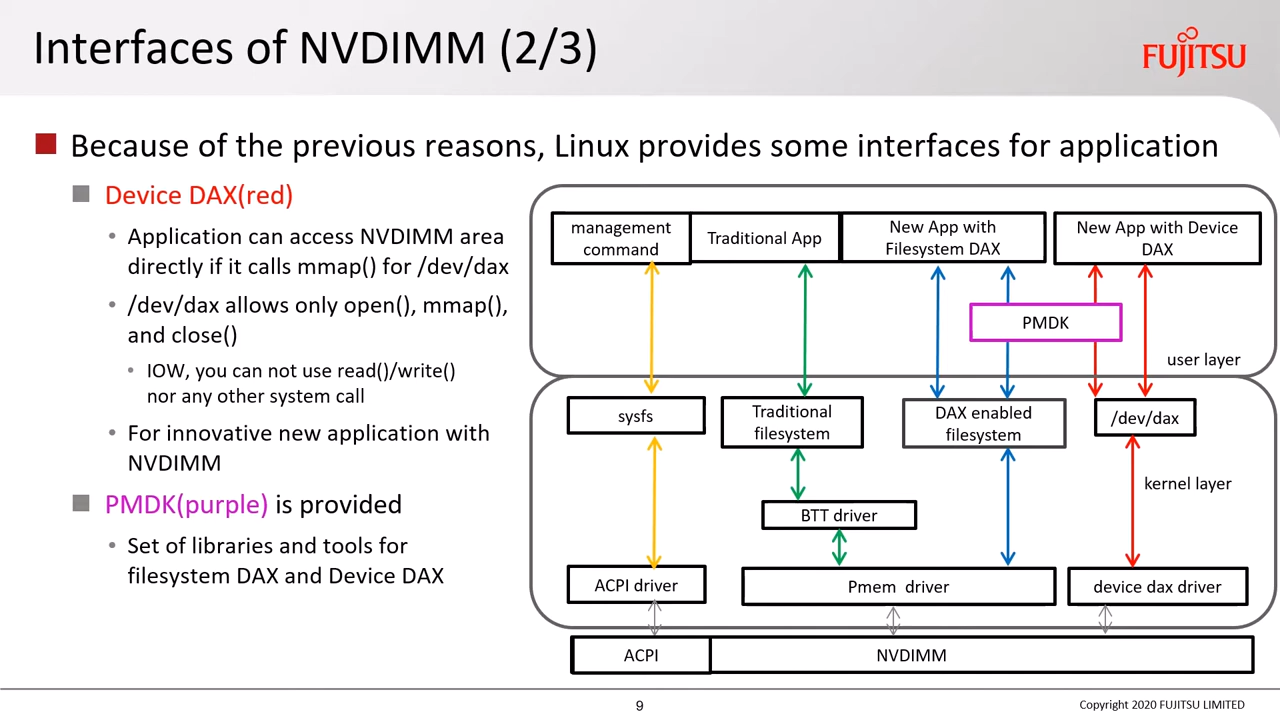 Interfaces of NVDIMM (2/3)
FUJITSU
Because of the previous reasons, Linux provides some interfaces for application
Device DAX(red)
• Application can access NVDIMM area
directly if it calls mmap() for /dev/dax
• /dev/dax allows only open(), mmap(),
and close()
• IOW, you can not use read()/write()
nor any other system call
• For innovative new application with
NVDIMM
PMDK(purple) is provided
• Set of libraries and tools for
filesystem DAX and Device DAX
management
command
Traditional App
New App with
Filesystem DAX
New App with Device
DAX
PMDK
user layer
sysfs
Traditional
filesystem
DAX enabled
filesystem
/dev/dax
kernel layer
BTT driver
ACPI driver
Pmem driver
device dax driver
ACPI
NVDIMM
9
Copyright 2020 FUJITSU LIMITED